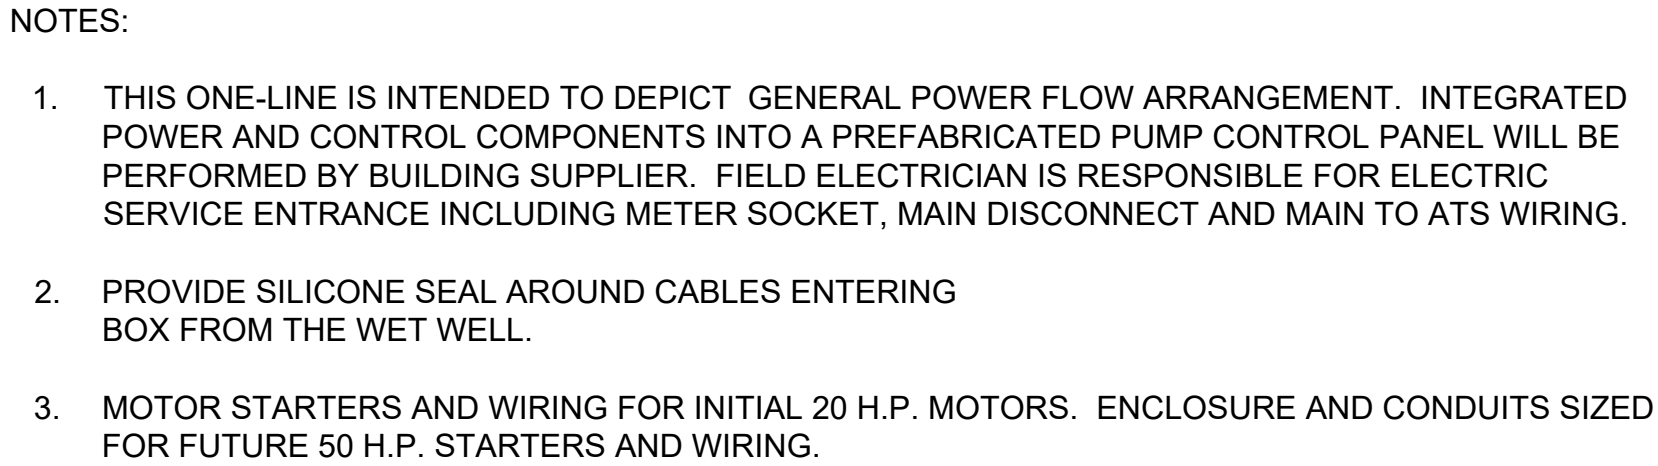 NOTES:
1. THIS ONE-LINE IS INTENDED TO DEPICT GENERAL POWER FLOW ARRANGEMENT. INTEGRATED
POWER AND CONTROL COMPONENTS INTO A PREFABRICATED PUMP CONTROL PANEL WILL BE
PERFORMED BY BUILDING SUPPLIER. FIELD ELECTRICIAN IS RESPONSIBLE FOR ELECTRIC
SERVICE ENTRANCE INCLUDING METER SOCKET, MAIN DISCONNECT AND MAIN TO ATS WIRING.
2. PROVIDE SILICONE SEAL AROUND CABLES ENTERING
BOX FROM THE WET WELL.
3. MOTOR STARTERS AND WIRING FOR INITIAL 20 H.P. MOTORS. ENCLOSURE AND CONDUITS SIZED
FOR FUTURE 50 H.P. STARTERS AND WIRING.